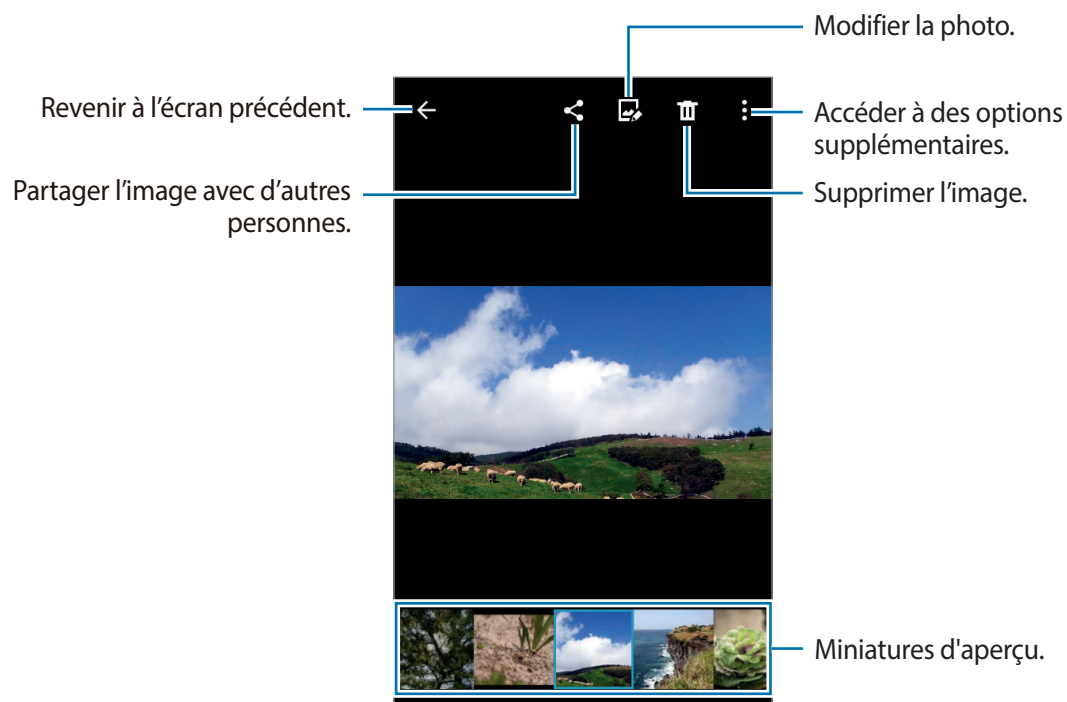 Modifier la photo.
Revenir à l’écran précédent.
Accéder à des options
supplémentaires.
Partager l’image avec d’autres
personnes.
Supprimer l’image.
Miniatures d'aperçu.